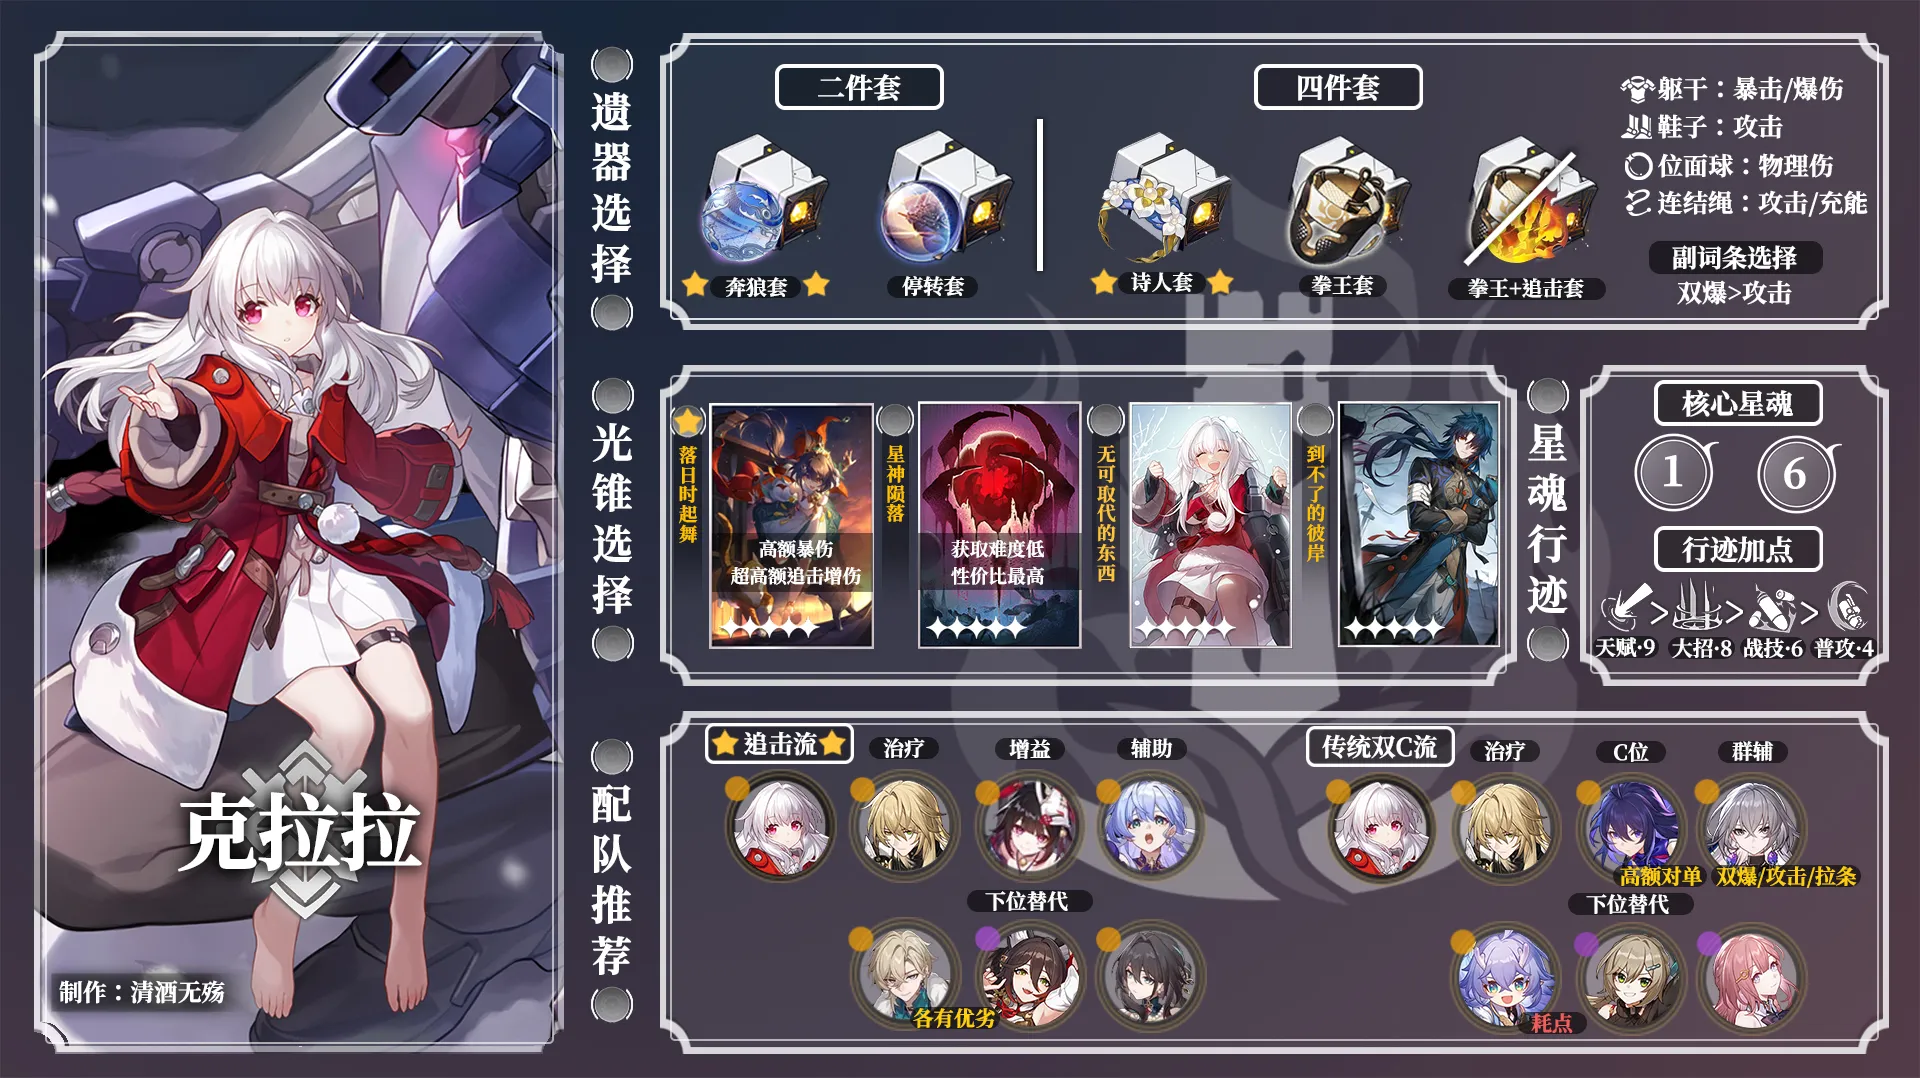 克拉拉
制作：清酒无殇
遗器选择
二件套
奔狼套
停转套
四件套
诗人套
拳王套
拳王+追击套
躯干：暴击/爆伤
鞋子：攻击
位面球：物理伤
连结绳：攻击/充能
副词条选择
双爆>攻击
光锥选择
落日时起舞
高额暴伤
超高额追击增伤
星神陨落
获取难度低
性价比最高
无可取代的东西
到不了的彼岸
星魂行迹
核心星魂
1
6
行迹加点
> > >
天赋·9 大招·8 战技·6 普攻·4
配队推荐
追击流
治疗
增益
辅助
下位替代
各有优劣
传统双C流
治疗
C位
群辅
高额对单
双爆/攻击/拉条
下位替代
耗点